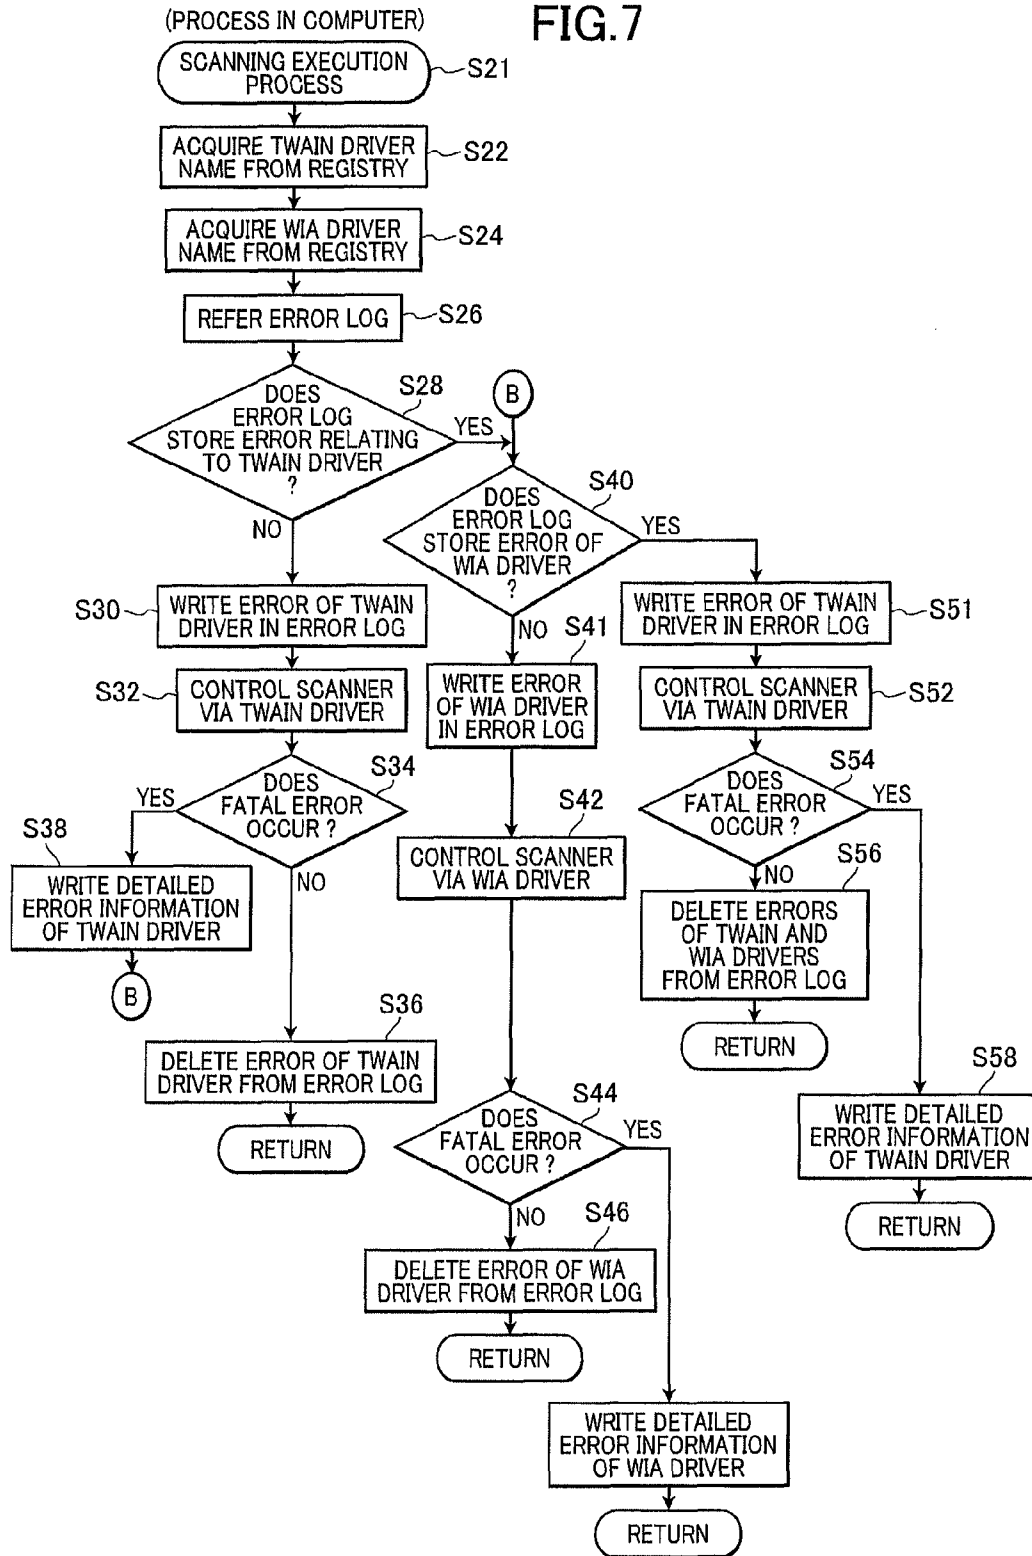 (PROCESS IN COMPUTER)
FIG.7
SCANNING EXECUTION
PROCESS
S21
ACQUIRE TWAIN DRIVER
NAME FROM REGISTRY
S22
ACQUIRE WIA DRIVER
NAME FROM REGISTRY
S24
REFER ERROR LOG
S26
DOES
ERROR LOG
STORE ERROR RELATING
TO TWAIN DRIVER
?
S28
YES
NO
B
DOES
ERROR LOG
STORE ERROR OF
WIA DRIVER
?
S40
YES
NO
S30
WRITE ERROR OF TWAIN
DRIVER IN ERROR LOG
S32
CONTROL SCANNER
VIA TWAIN DRIVER
DOES
FATAL ERROR
OCCUR ?
S34
YES
NO
S38
WRITE DETAILED
ERROR INFORMATION
OF TWAIN DRIVER
B
S36
DELETE ERROR OF TWAIN
DRIVER FROM ERROR LOG
RETURN
S41
WRITE ERROR
OF WIA DRIVER
IN ERROR LOG
S42
CONTROL SCANNER
VIA WIA DRIVER
DOES
FATAL ERROR
OCCUR ?
S44
YES
NO
S46
DELETE ERROR OF WIA
DRIVER FROM ERROR LOG
RETURN
WRITE DETAILED
ERROR INFORMATION
OF WIA DRIVER
RETURN
WRITE ERROR OF TWAIN
DRIVER IN ERROR LOG
S51
CONTROL SCANNER
VIA TWAIN DRIVER
S52
DOES
FATAL ERROR
OCCUR ?
S54
YES
NO
S56
DELETE ERRORS
OF TWAIN AND
WIA DRIVERS
FROM ERROR LOG
RETURN
S58
WRITE DETAILED
ERROR INFORMATION
OF TWAIN DRIVER
RETURN